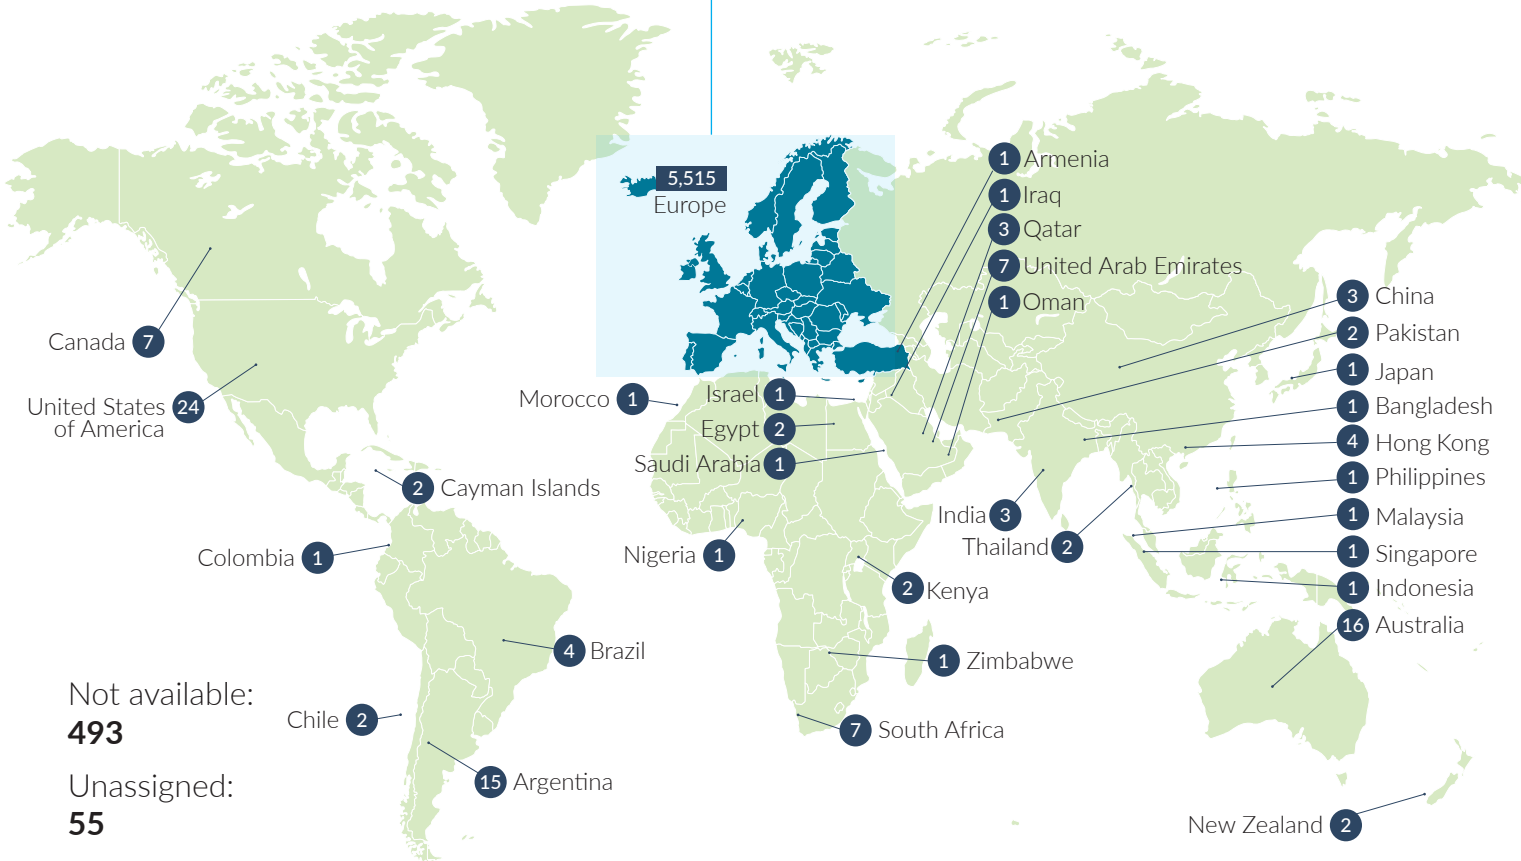 5,515
Europe
1 Armenia
1 Iraq
3 Qatar
7 United Arab Emirates
1 Oman
3 China
2 Pakistan
1 Japan
1 Bangladesh
4 Hong Kong
1 Philippines
1 Malaysia
1 Singapore
1 Indonesia
16 Australia
Canada 7
United States 24
of America
Morocco 1
Israel 1
Egypt 2
Saudi Arabia 1
2 Cayman Islands
India 3
Thailand 2
Colombia 1
Nigeria 1
2 Kenya
4 Brazil
1 Zimbabwe
Chile 2
7 South Africa
15 Argentina
New Zealand 2
Not available:
493
Unassigned:
55